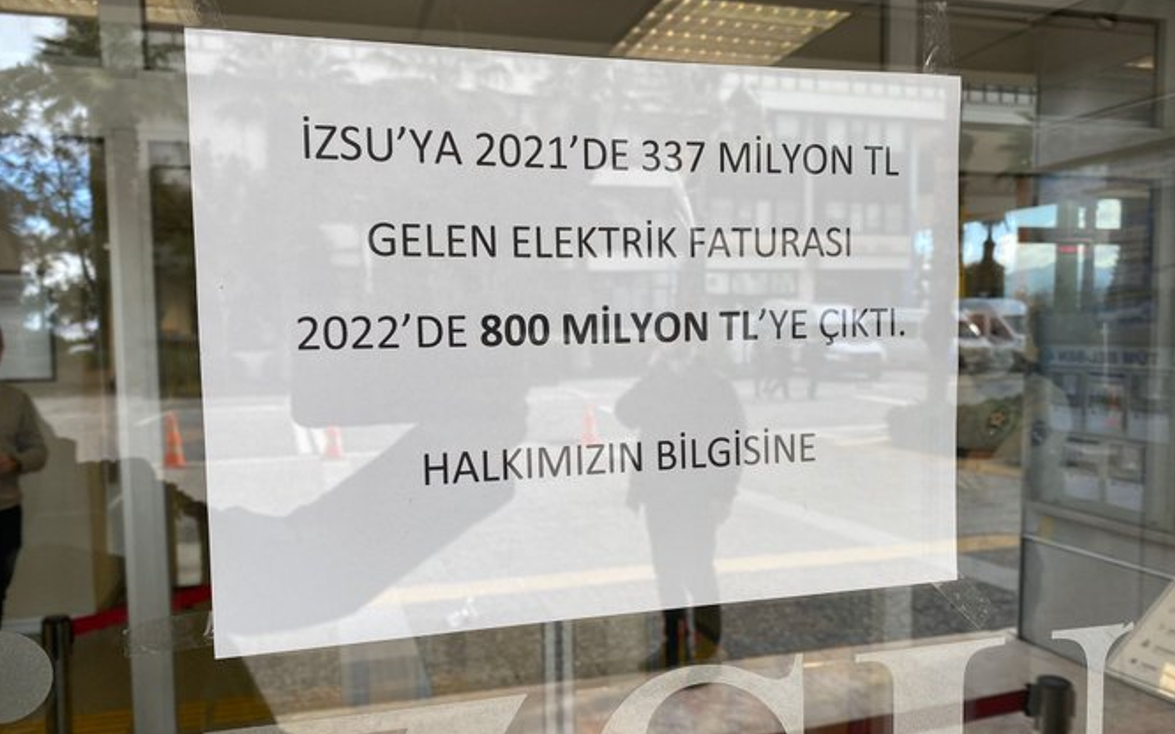 İZSU'YA 2021'DE 337 MİLYON TL
GELEN ELEKTRİK FATURASI
2022'DE 800 MİLYON TL'YE ÇIKTI.
HALKIMIZIN BİLGİSİNE